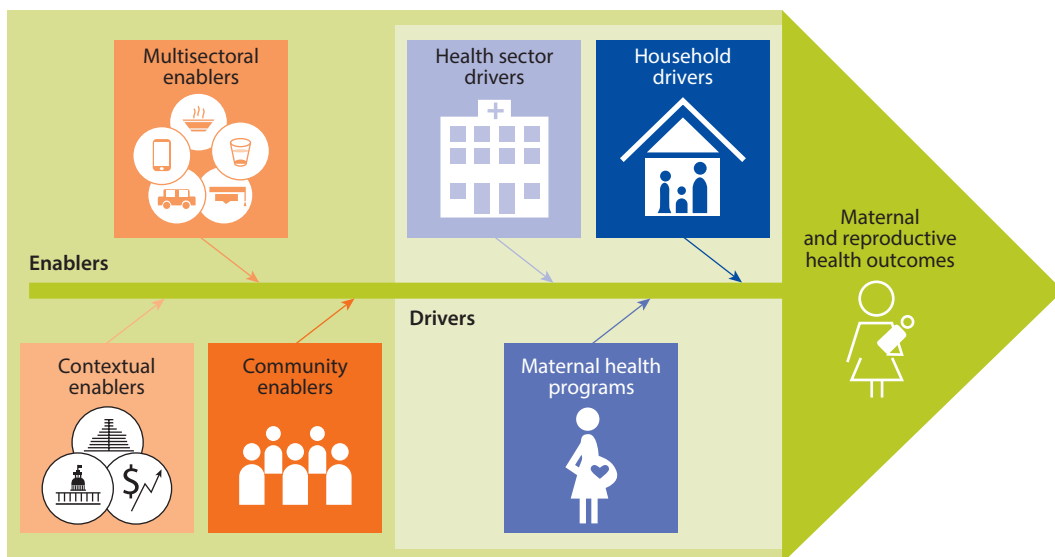 Multisectoral
enablers
Health sector
drivers
Household
drivers
Enablers
Maternal
and reproductive
health outcomes
Drivers
Contextual
enablers
$
Community
enablers
Maternal health
programs